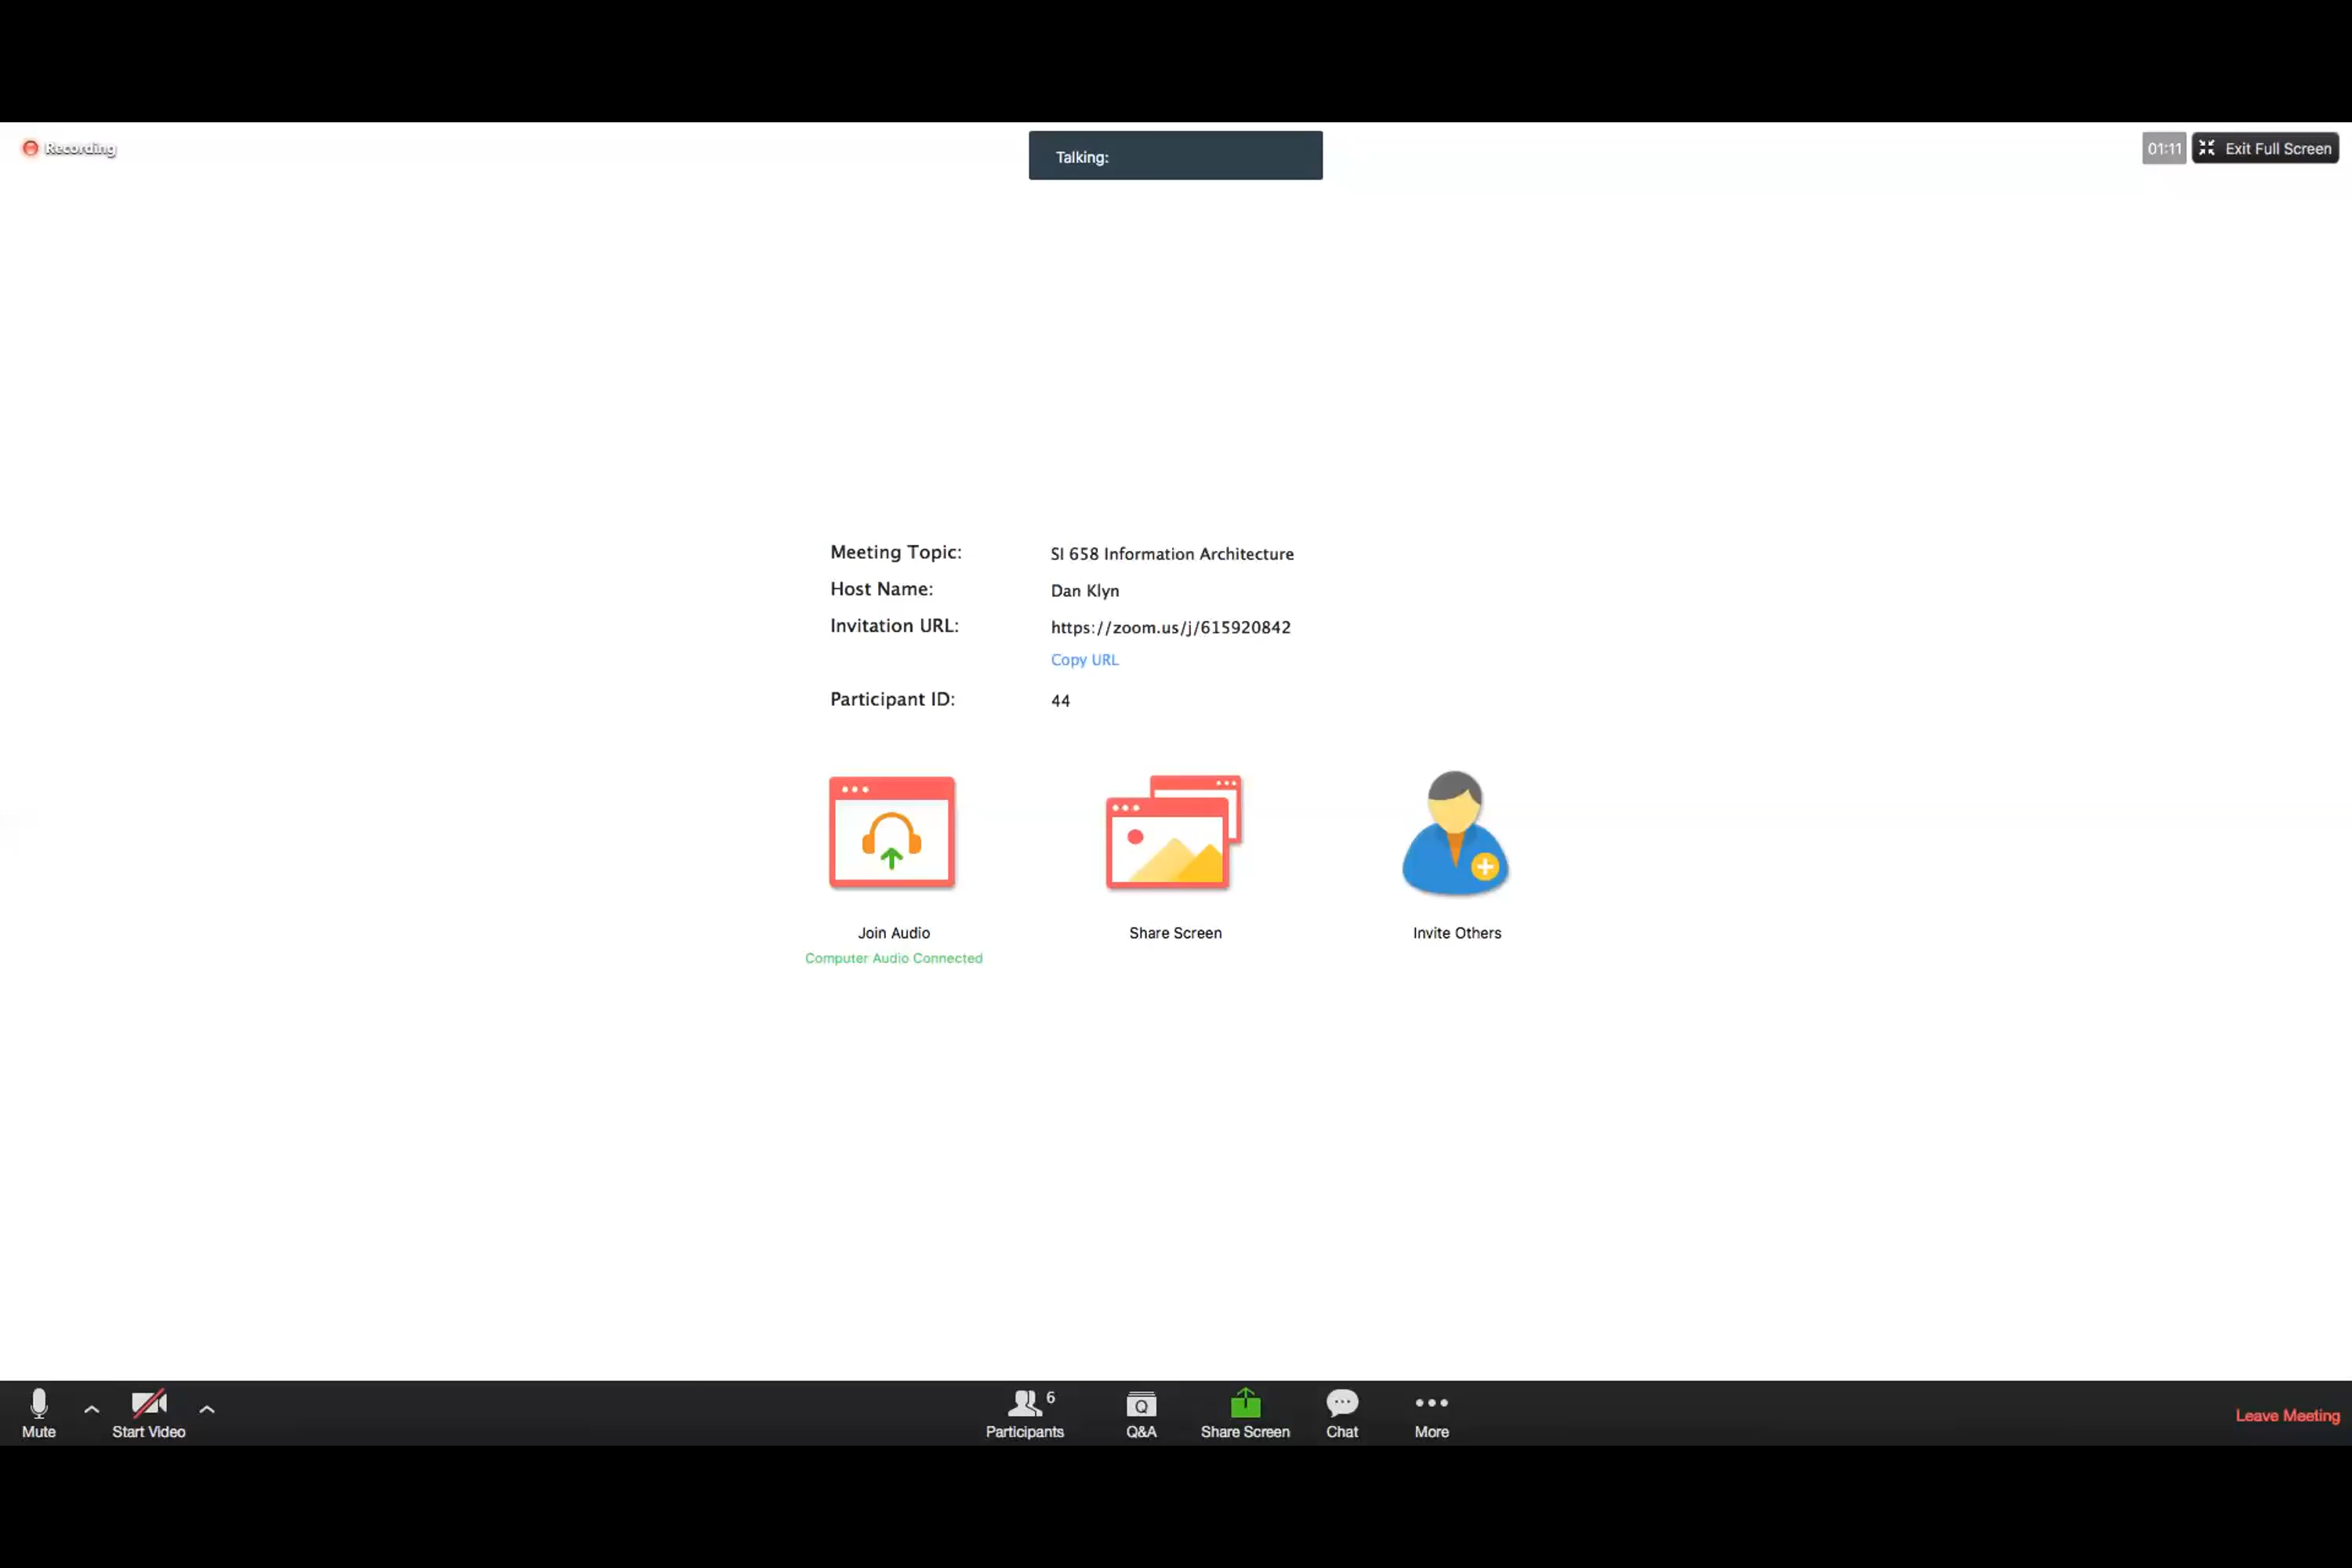 Recording
Talking:
01:11 Exit Full Screen
Meeting Topic: SI 658 Information Architecture
Host Name: Dan Klyn
Invitation URL: https://zoom.us/j/615920842
Copy URL
Participant ID: 44
Join Audio Share Screen Invite Others
Computer Audio Connected
6
Q
Mute Start Video Participants Q&A Share Screen Chat More
Leave Meeting